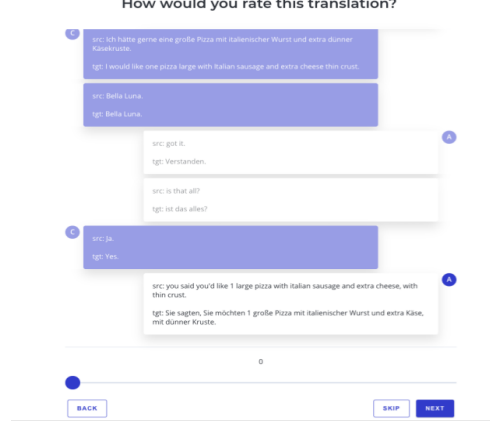 How would you rate this translation?
C
src: Ich hätte gerne eine große Pizza mit italienischer Wurst und extra dünner
Käsekruste.
tgt: I would like one pizza large with Italian sausage and extra cheese thin crust.
src: Bella Luna.
tgt: Bella Luna.
A
src: got it.
tgt: Verstanden.
src: is that all?
tgt: ist das alles?
C
src: Ja.
tgt: Yes.
A
src: you said you'd like 1 large pizza with italian sausage and extra cheese, with
thin crust.
tgt: Sie sagten, Sie möchten 1 große Pizza mit italienischer Wurst und extra Käse,
mit dünner Kruste.
0
BACK
SKIP
NEXT